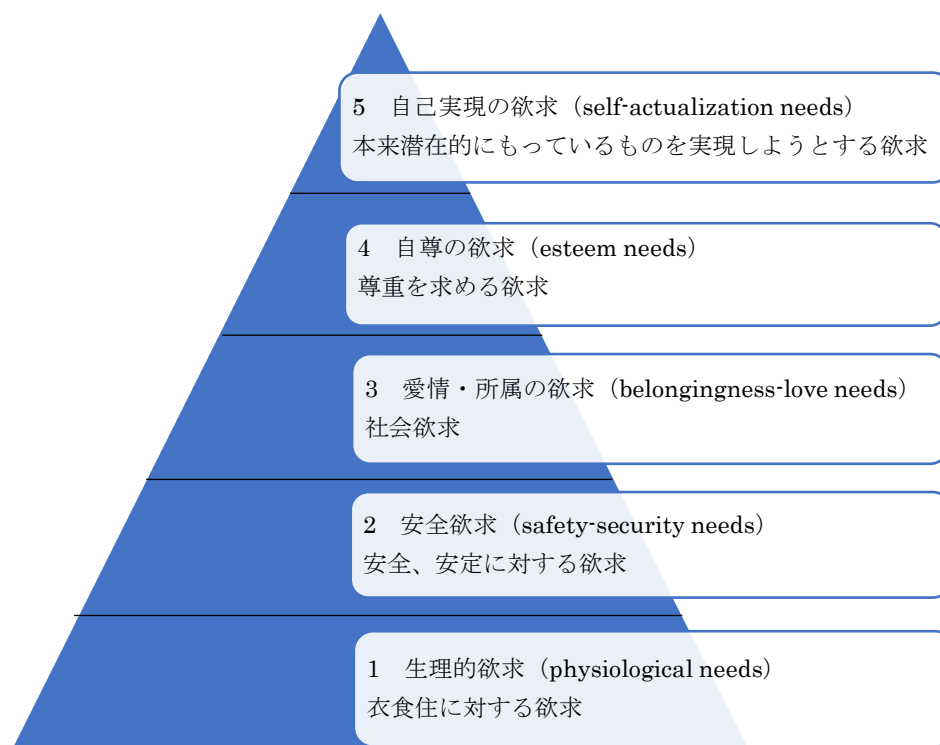 5　自己実現の欲求（self-actualization needs）
本来潜在的にもっているものを実現しようとする欲求
4　自尊の欲求（esteem needs）
尊重を求める欲求
3　愛情・所属の欲求（belongingness-love needs）
社会欲求
2　安全欲求（safety-security needs）
安全、安定に対する欲求
1　生理的欲求（physiological needs）
衣食住に対する欲求